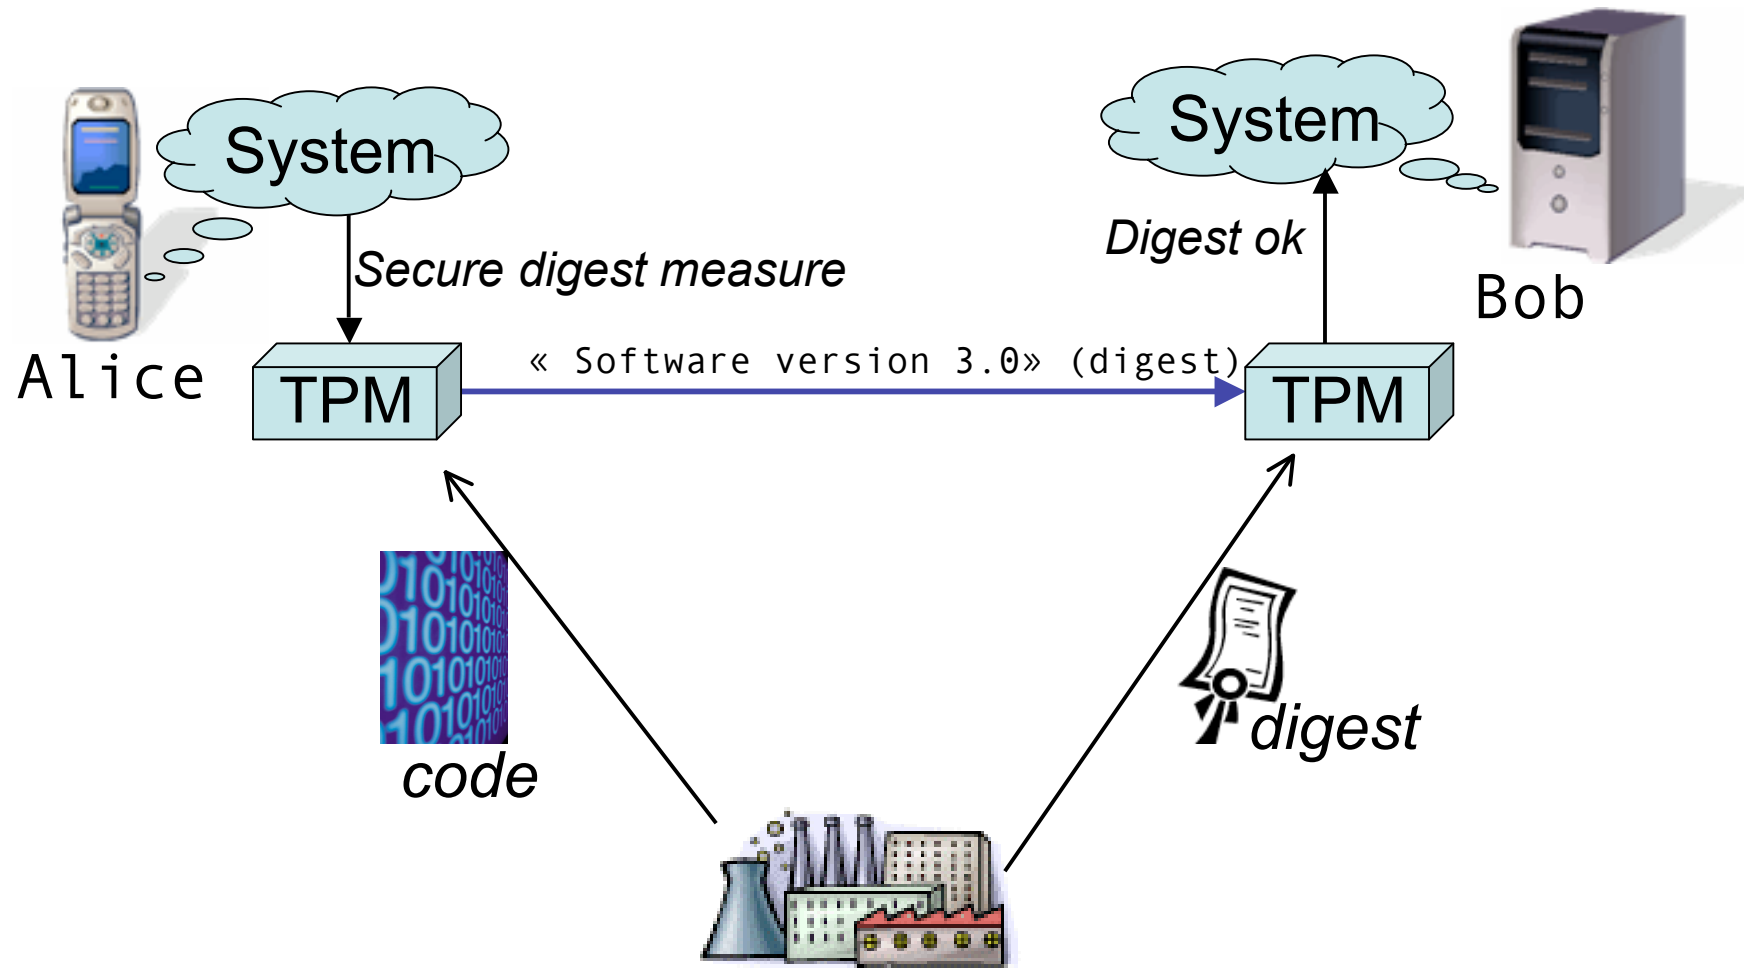 System
System
Digest ok
Secure digest measure
Bob
Alice
« Software version 3.0» (digest)
TPM
TPM
code
digest